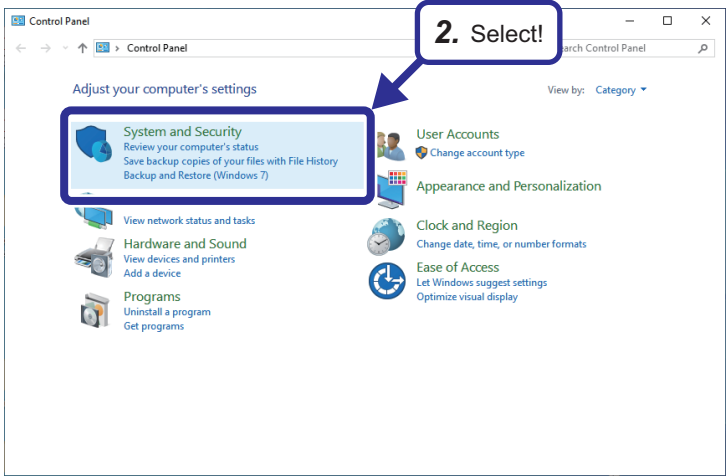 Control Panel
2. Select!
Control Panel
earch Control Panel
Adjust your computer's settings
View by: Category
System and Security
Review your computer's status
Save backup copies of your files with File History
Backup and Restore (Windows 7)
View network status and tasks
Hardware and Sound
View devices and printers
Add a device
Programs
Uninstall a program
Get programs
User Accounts
Change account type
Appearance and Personalization
Clock and Region
Change date, time, or number formats
Ease of Access
Let Windows suggest settings
Optimize visual display